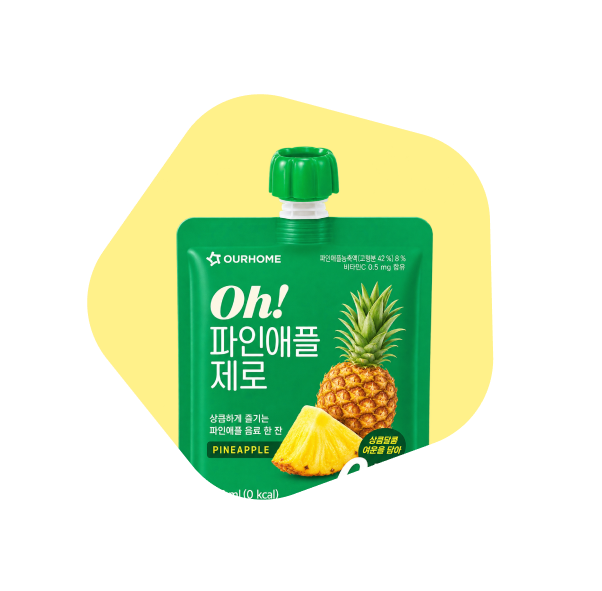 OURHOME
파인애플농축액(고형분 42 %) 8 %
비타민C 0.5 mg 함유
Oh!
파인애플
제로
상큼하게 즐기는
파인애플 음료 한 잔
PINEAPPLE
상큼달콤
여운을 담아
ml (0 kcal)